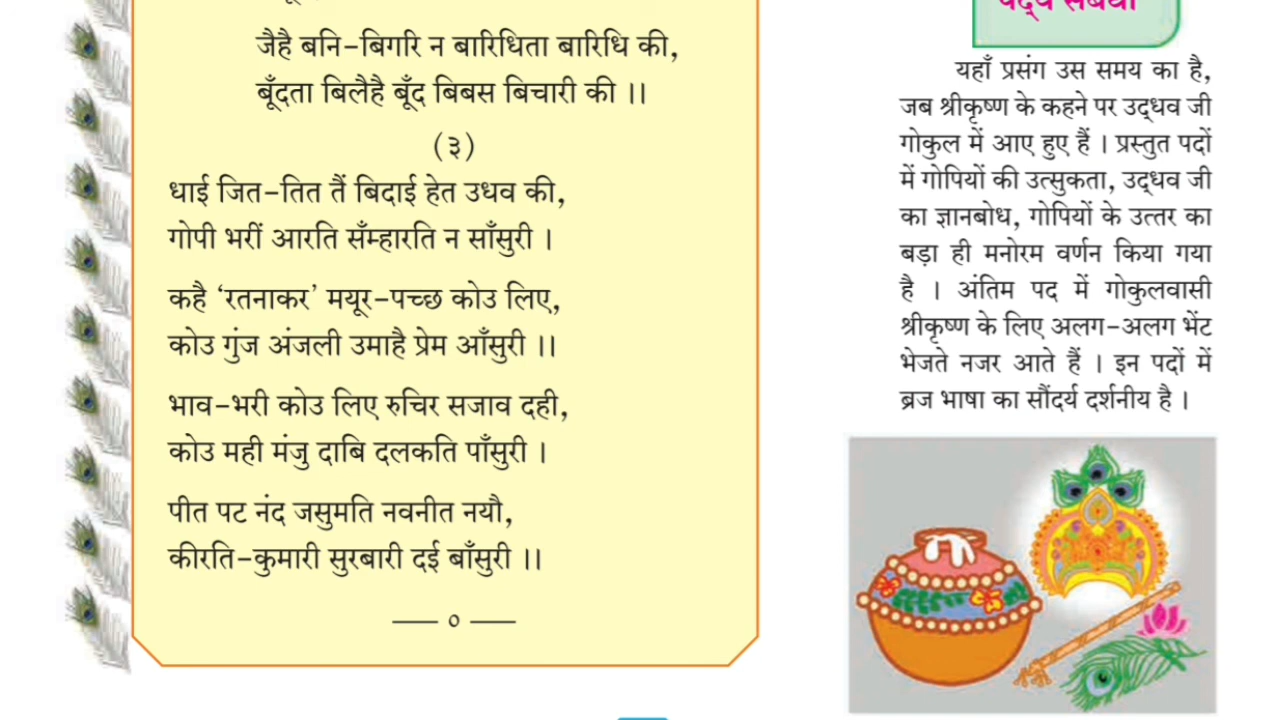 जैहै बनि-बिगरि न बारिधिता बारिधि की,
बूँदता बिलैहै बूँद बिबस बिचारी की ।।
(३)
धाई जित-तित तैं बिदाई हेत उधव की,
गोपी भरीं आरति सँम्हारति न साँसुरी ।
कहै ‘रतनाकर’ मयूर-पच्छ कोउ लिए,
कोउ गुंज अंजली उमाहै प्रेम आँसुरी ।।
भाव-भरी कोउ लिए रुचिर सजाव दही,
कोउ मही मंजु दाबि दलकति पाँसुरी ।
पीत पट नंद जसुमति नवनीत नयौ,
कीरति-कुमारी सुरबारी दई बाँसुरी ।।
— ० —
पद्य संबंधी
यहाँ प्रसंग उस समय का है,
जब श्रीकृष्ण के कहने पर उद्धव जी
गोकुल में आए हुए हैं । प्रस्तुत पदों
में गोपियों की उत्सुकता, उद्धव जी
का ज्ञानबोध, गोपियों के उत्तर का
बड़ा ही मनोरम वर्णन किया गया
है । अंतिम पद में गोकुलवासी
श्रीकृष्ण के लिए अलग-अलग भेंट
भेजते नजर आते हैं । इन पदों में
ब्रज भाषा का सौंदर्य दर्शनीय है ।